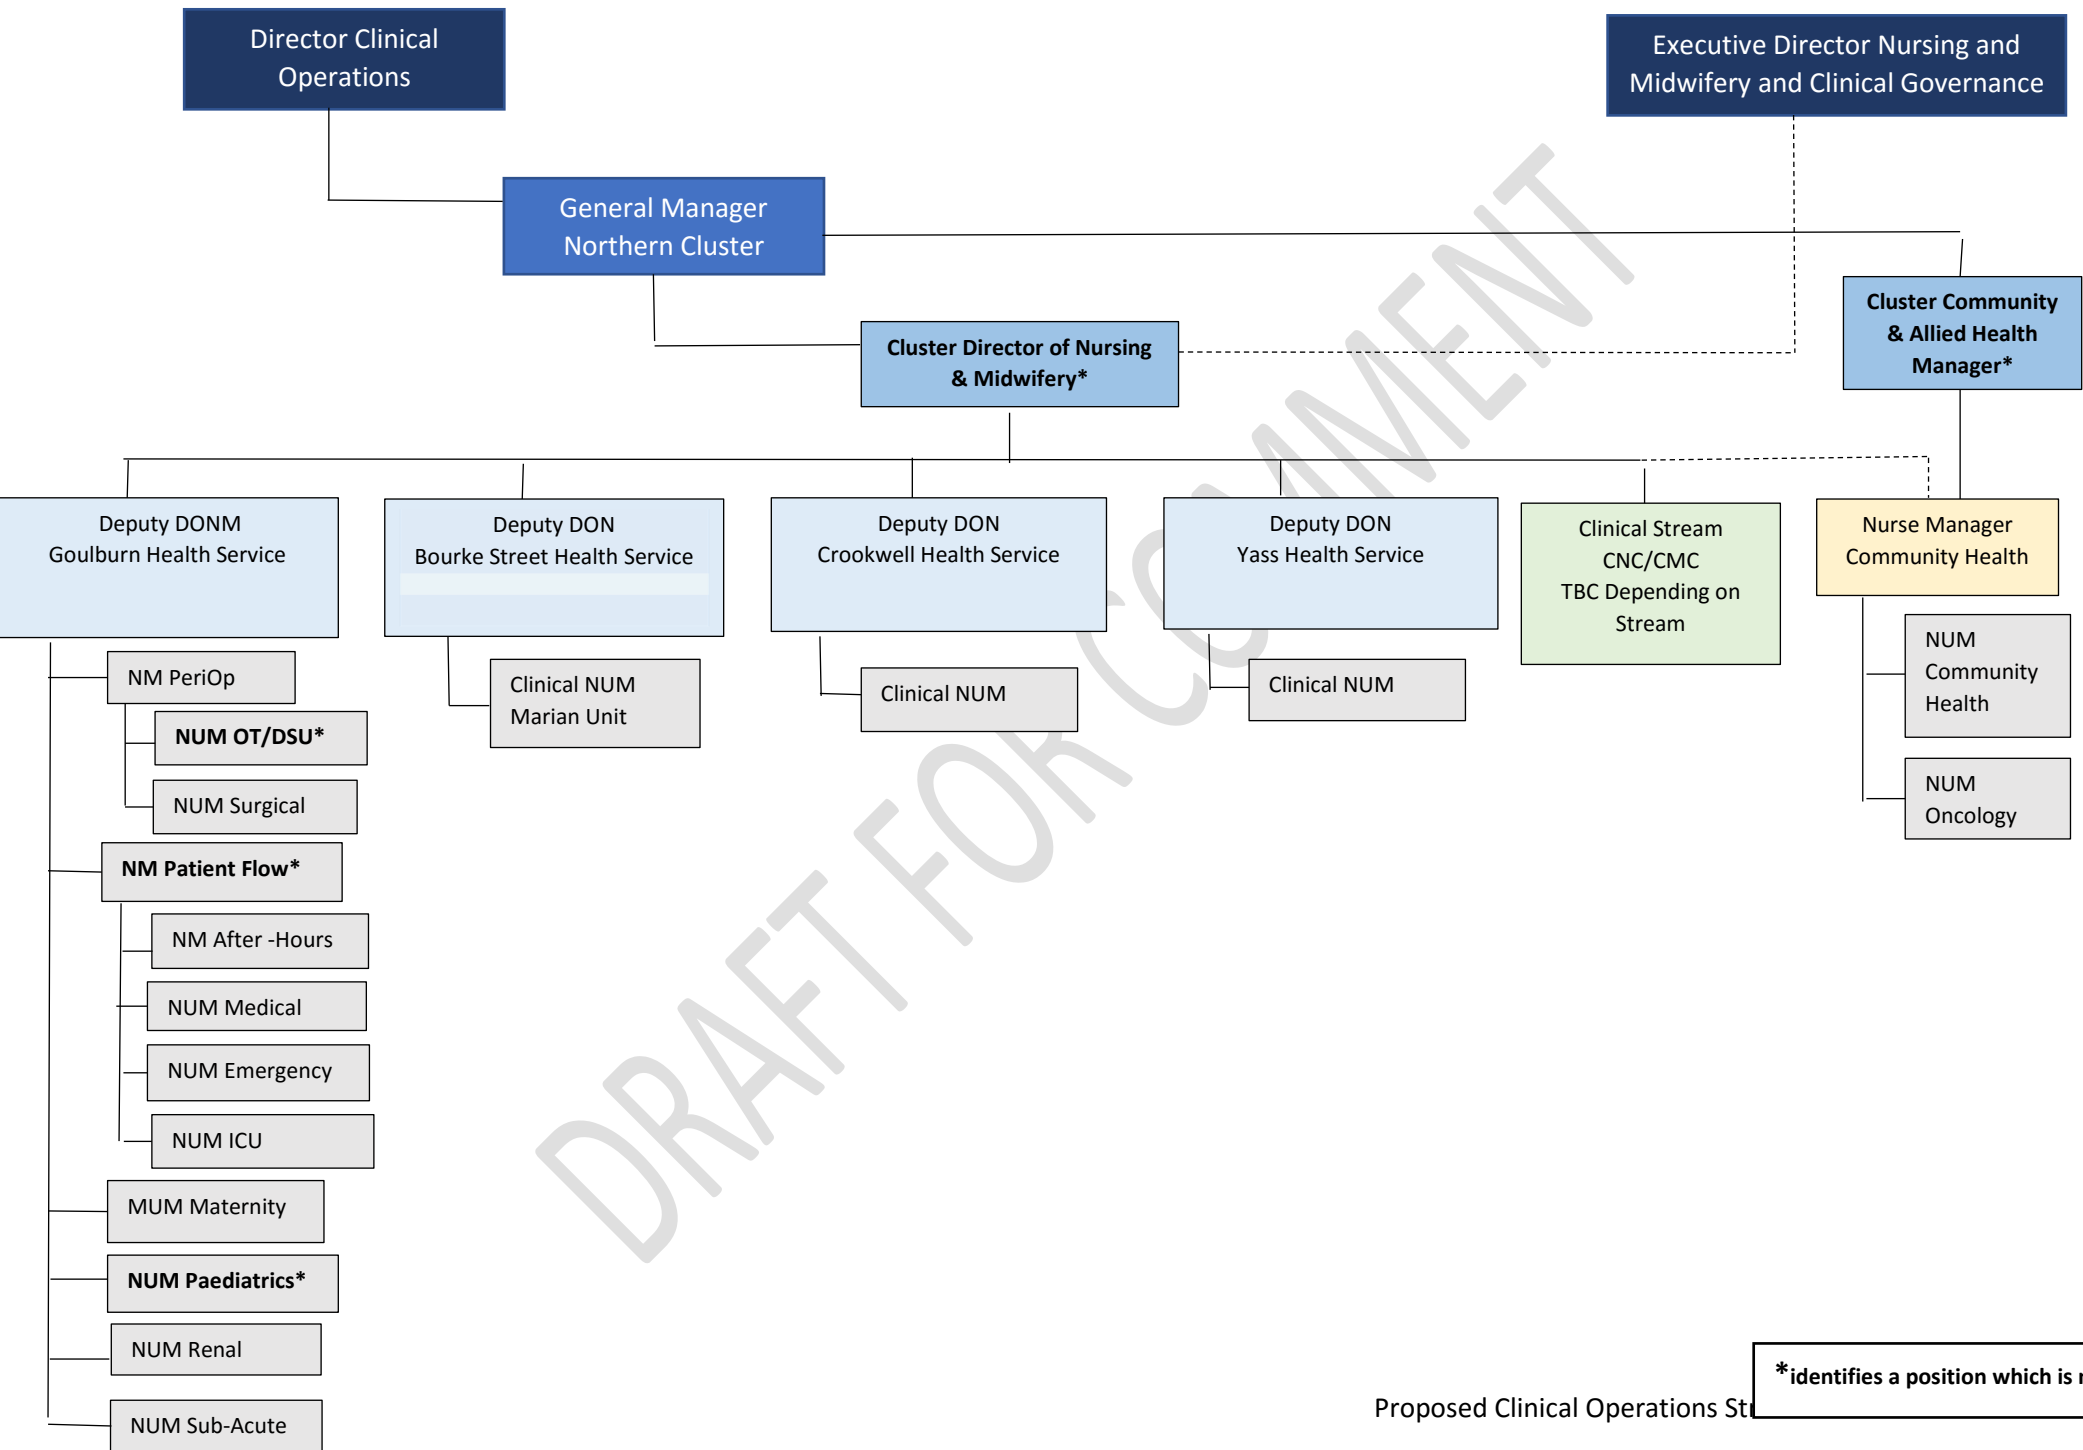 Director Clinical
Operations
Executive Director Nursing and
Midwifery and Clinical Governance
General Manager
Northern Cluster
Cluster Community
& Allied Health
Manager*
Cluster Director of Nursing
& Midwifery*
Deputy DONM
Goulburn Health Service
Deputy DON
Bourke Street Health Service
Deputy DON
Crookwell Health Service
Deputy DON
Yass Health Service
Clinical Stream
CNC/CMC
TBC Depending on
Stream
Nurse Manager
Community Health
NM PeriOp
NUM OT/DSU*
NUM Surgical
NM Patient Flow*
NM After -Hours
NUM Medical
NUM Emergency
NUM ICU
MUM Maternity
NUM Paediatrics*
NUM Renal
NUM Sub-Acute
Clinical NUM
Marian Unit
Clinical NUM
Clinical NUM
NUM
Community
Health
NUM
Oncology
DRAFT FOR COMMENT
*identifies a position which is
Proposed Clinical Operations